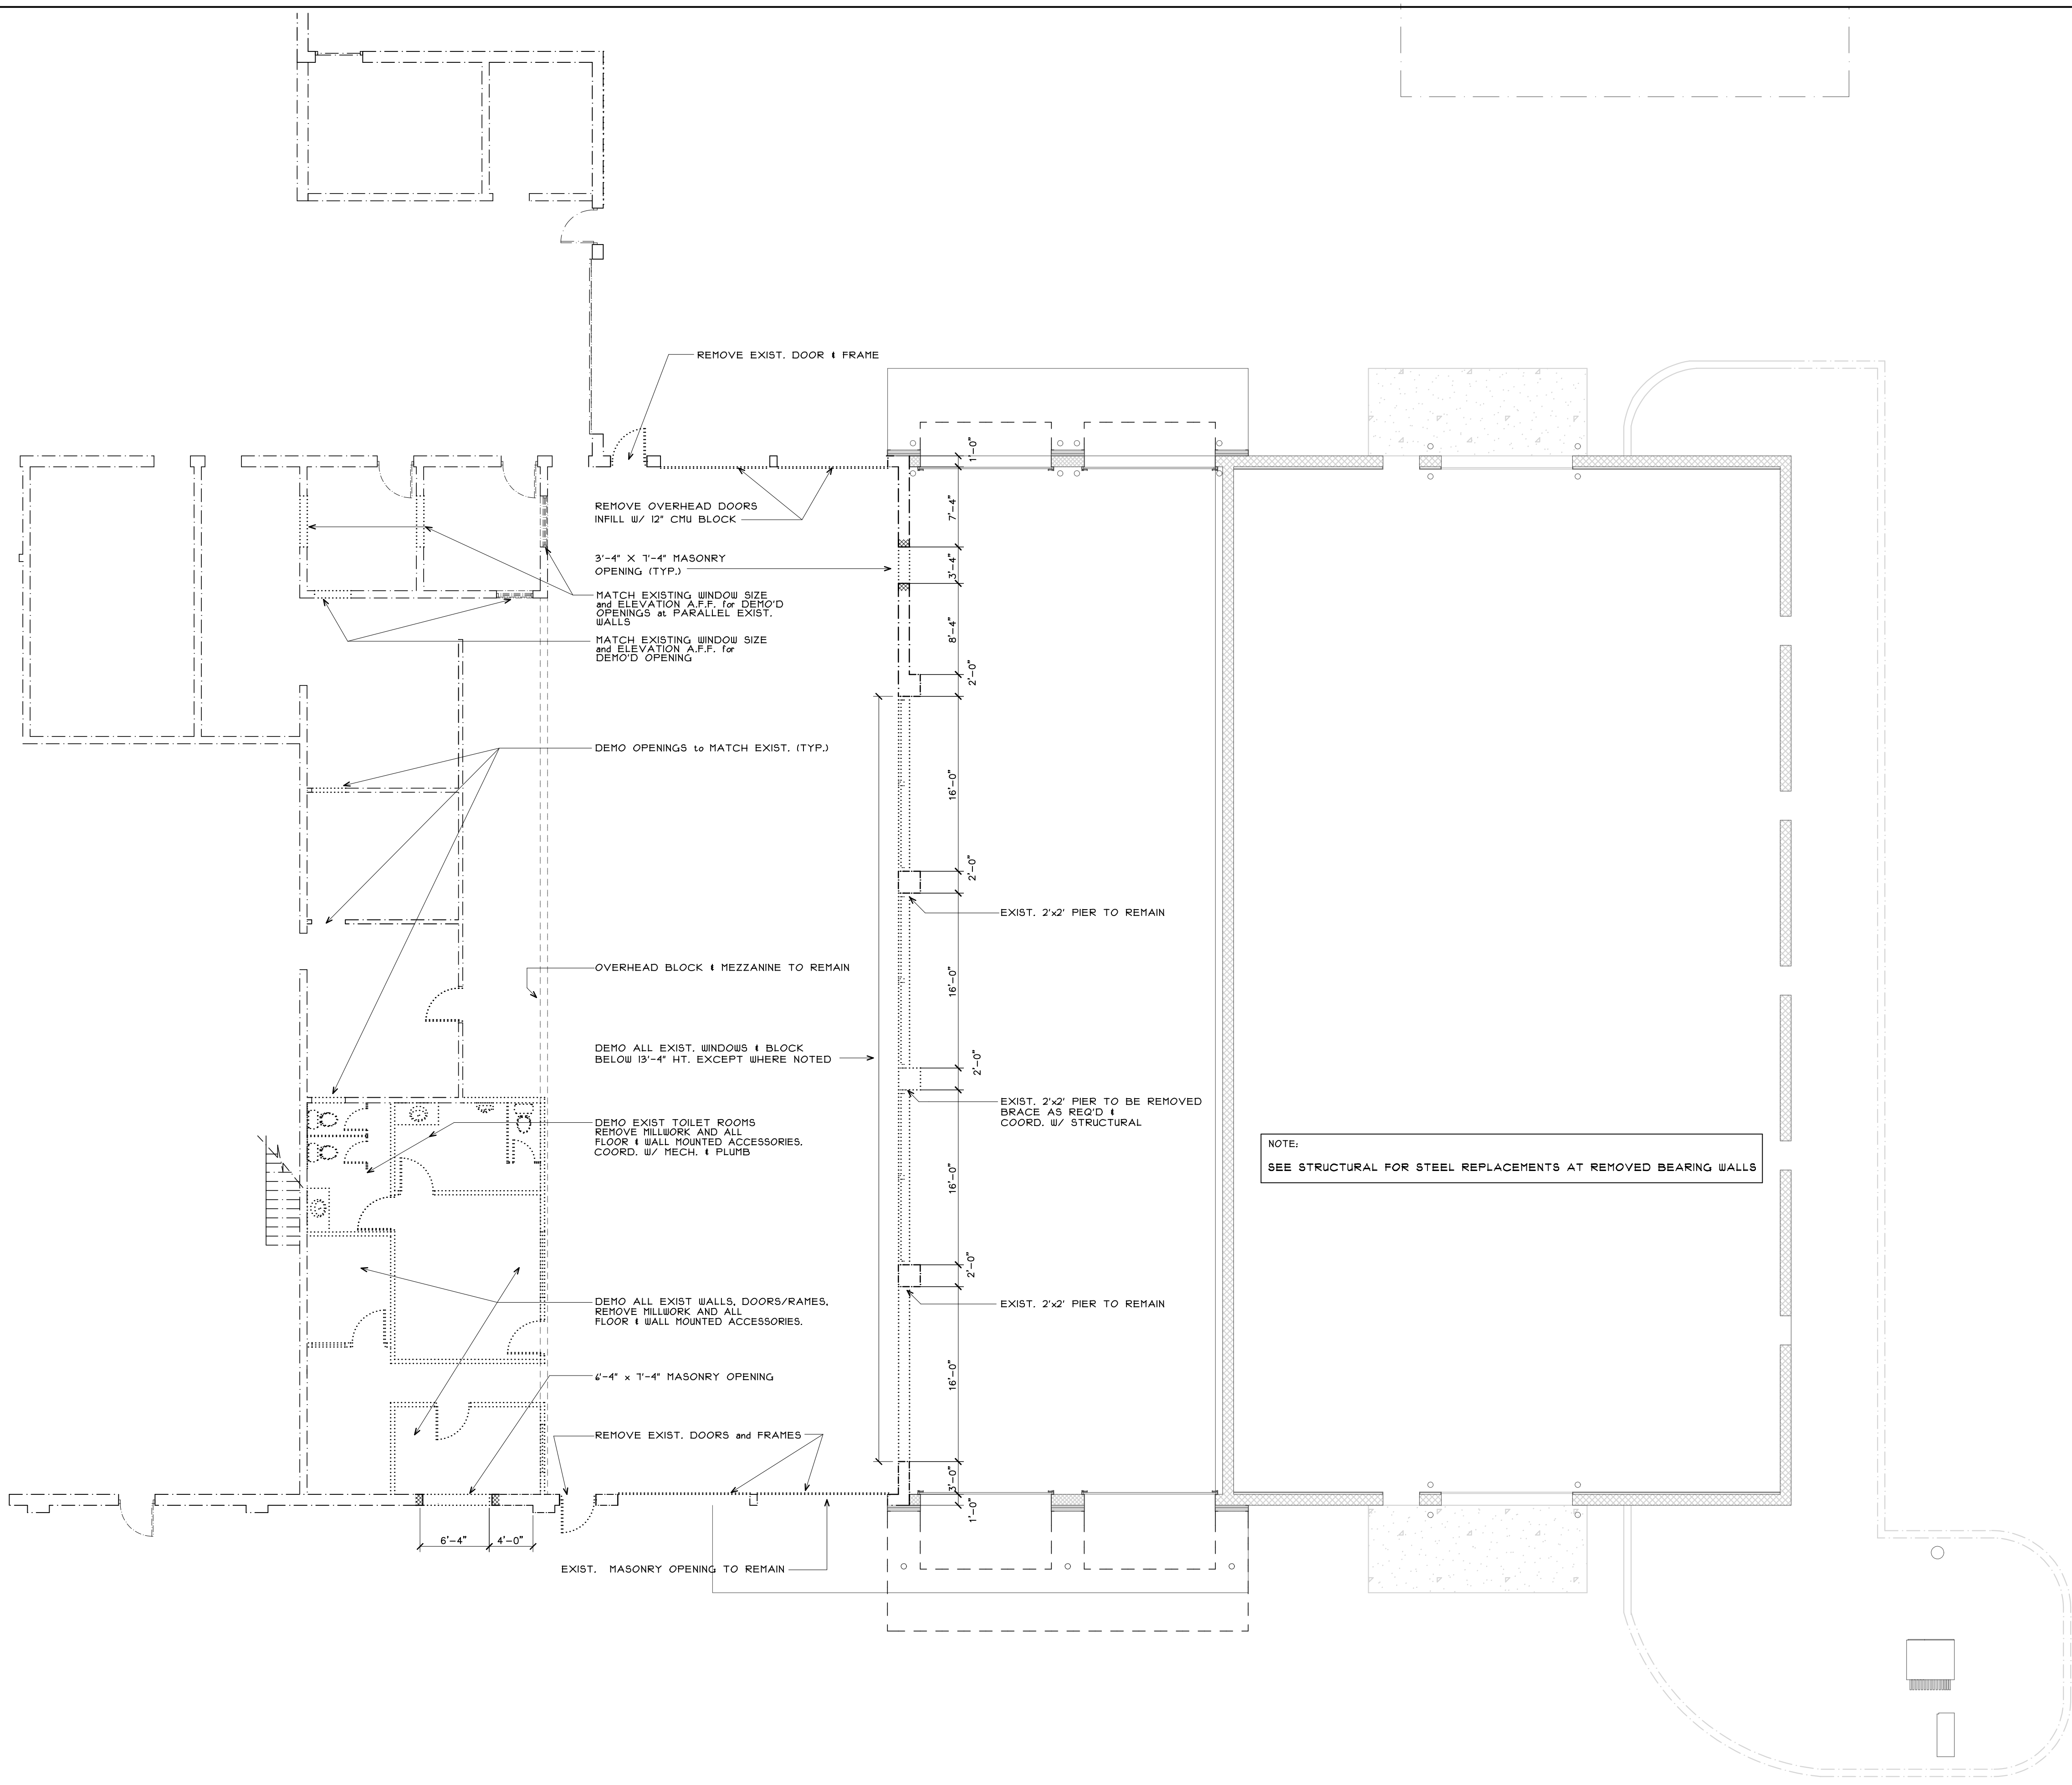 REMOVE EXIST. DOOR & FRAME
1'-0"
REMOVE OVERHEAD DOORS
INFILL W/ 12" CMU BLOCK
7'-4"
3'-4" X 7'-4" MASONRY
OPENING (TYP.)
3'-4"
MATCH EXISTING WINDOW SIZE
and ELEVATION A.F.F. for DEMO'D
OPENINGS at PARALLEL EXIST.
WALLS
8'-4"
MATCH EXISTING WINDOW SIZE
and ELEVATION A.F.F. for
DEMO'D OPENING
2'-0"
DEMO OPENINGS to MATCH EXIST. (TYP.)
16'-0"
2'-0"
EXIST. 2'x2' PIER TO REMAIN
OVERHEAD BLOCK & MEZZANINE TO REMAIN
16'-0"
DEMO ALL EXIST. WINDOWS & BLOCK
BELOW 13'-4" HT. EXCEPT WHERE NOTED
2'-0"
EXIST. 2'x2' PIER TO BE REMOVED
BRACE AS REQ'D &
COORD. W/ STRUCTURAL
DEMO EXIST TOILET ROOMS
REMOVE MILLWORK AND ALL
FLOOR & WALL MOUNTED ACCESSORIES.
COORD. W/ MECH. & PLUMB
NOTE:
SEE STRUCTURAL FOR STEEL REPLACEMENTS AT REMOVED BEARING WALLS
16'-0"
2'-0"
DEMO ALL EXIST WALLS, DOORS/RAMES,
REMOVE MILLWORK AND ALL
FLOOR & WALL MOUNTED ACCESSORIES.
EXIST. 2'x2' PIER TO REMAIN
16'-0"
6'-4" x 7'-4" MASONRY OPENING
REMOVE EXIST. DOORS and FRAMES
3'-0"
1'-0"
6'-4"
4'-0"
EXIST. MASONRY OPENING TO REMAIN